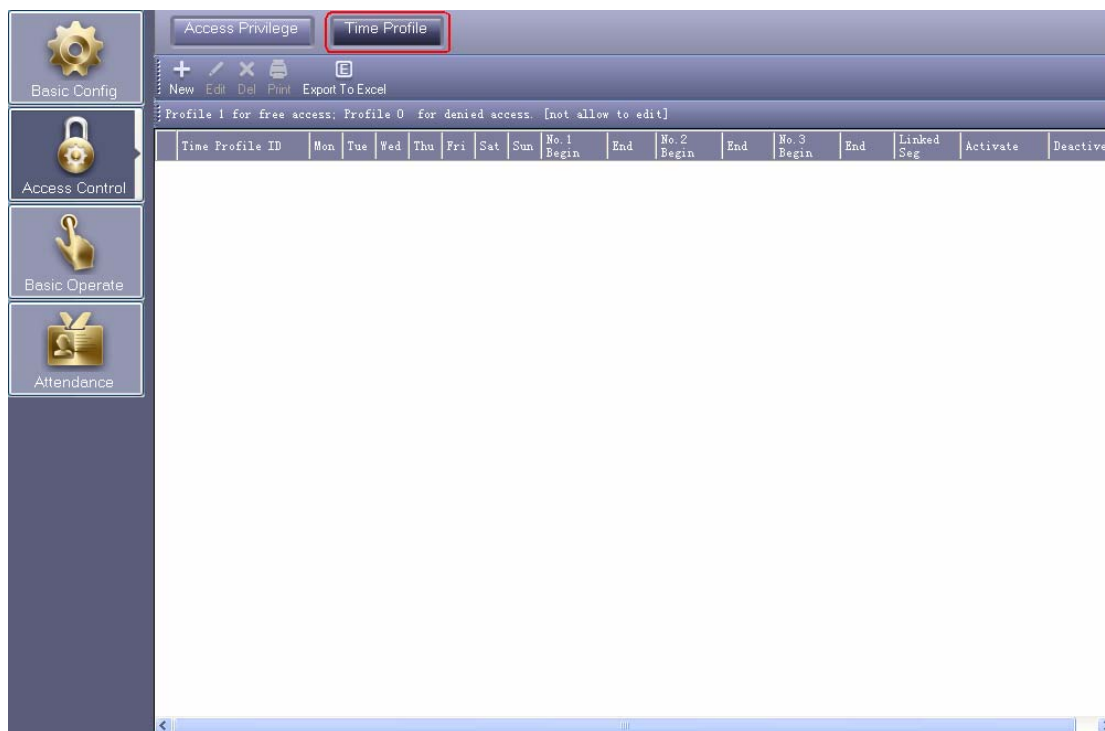 Access Privilege Time Profile
New Edit Del Print Export To Excel
Profile 1 for free access; Profile 0 for denied access. [not allow to edit]
Time Profile ID Mon Tue Wed Thu Fri Sat Sun No.1 Begin End No.2 Begin End No.3 Begin End Linked Seg Activate Deactive
Basic Config
Access Control
Basic Operate
Attendance